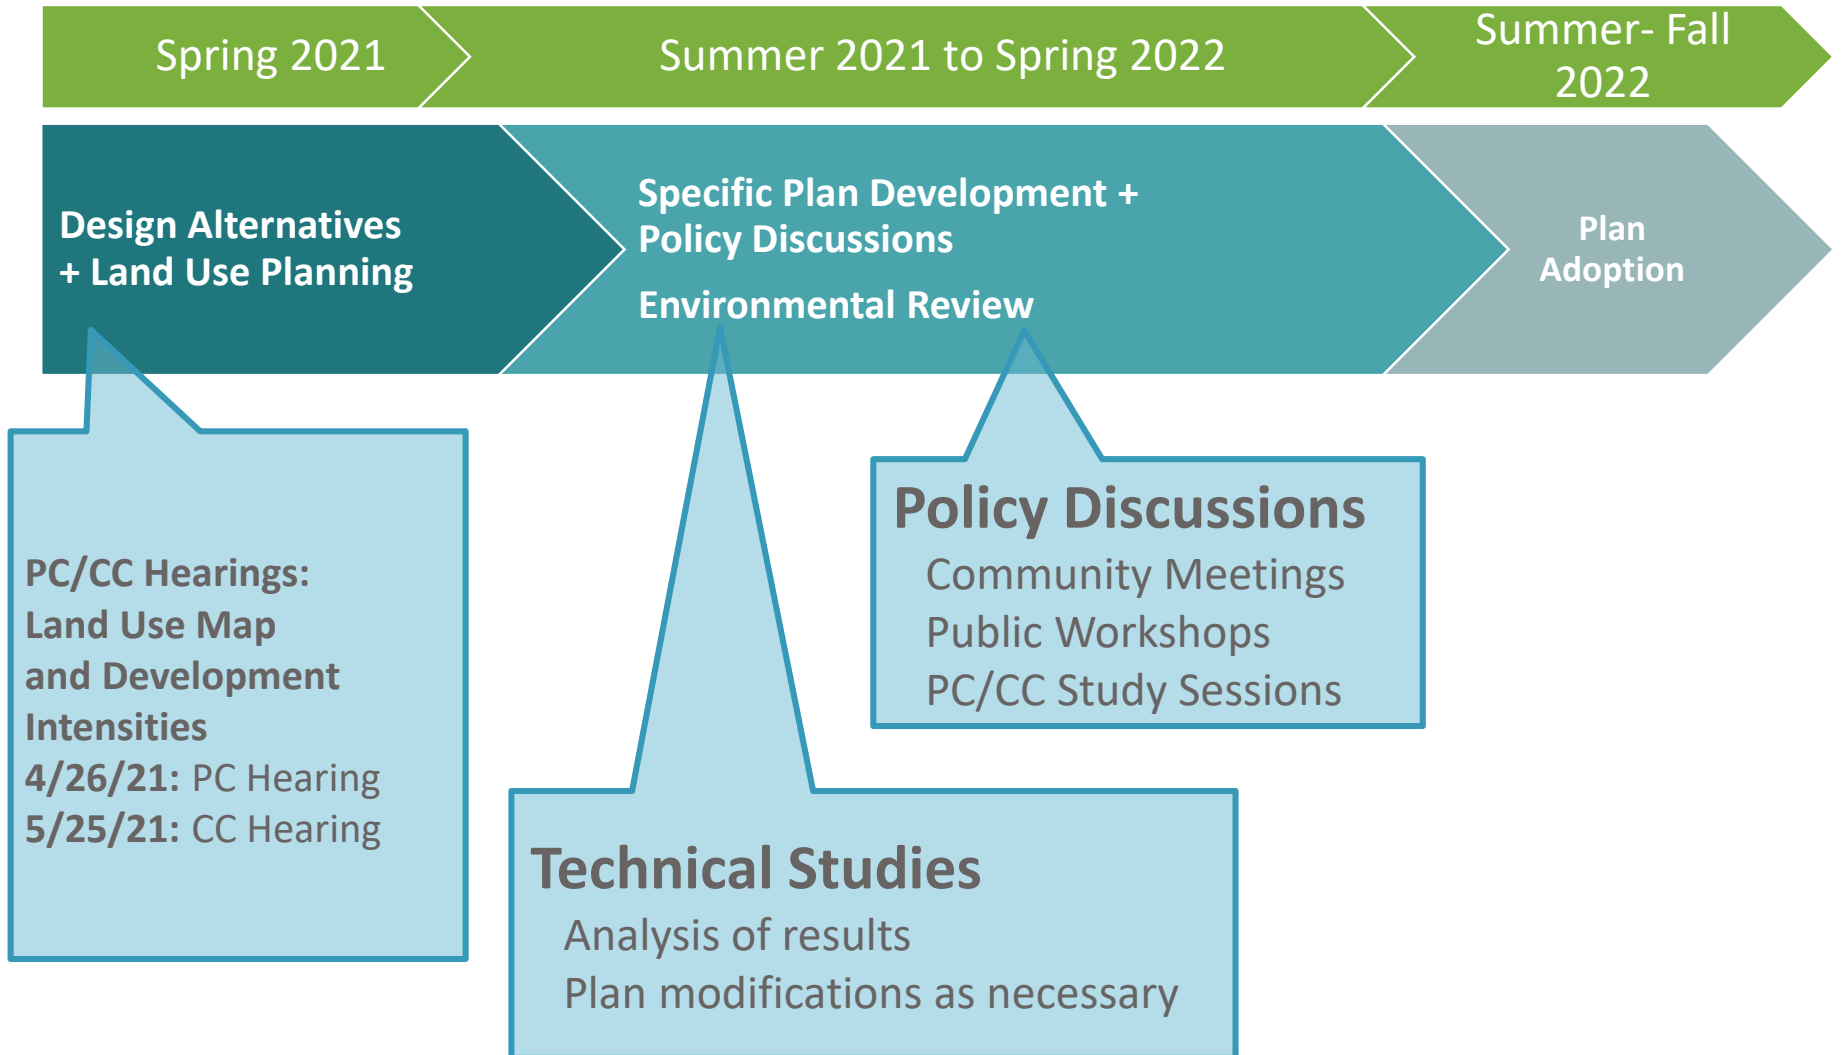 Spring 2021
Summer 2021 to Spring 2022
Summer- Fall
2022
Design Alternatives
+ Land Use Planning
Specific Plan Development +
Policy Discussions
Environmental Review
Plan
Adoption
PC/CC Hearings:
Land Use Map
and Development
Intensities
4/26/21: PC Hearing
5/25/21: CC Hearing
Policy Discussions
Community Meetings
Public Workshops
PC/CC Study Sessions
Technical Studies
Analysis of results
Plan modifications as necessary